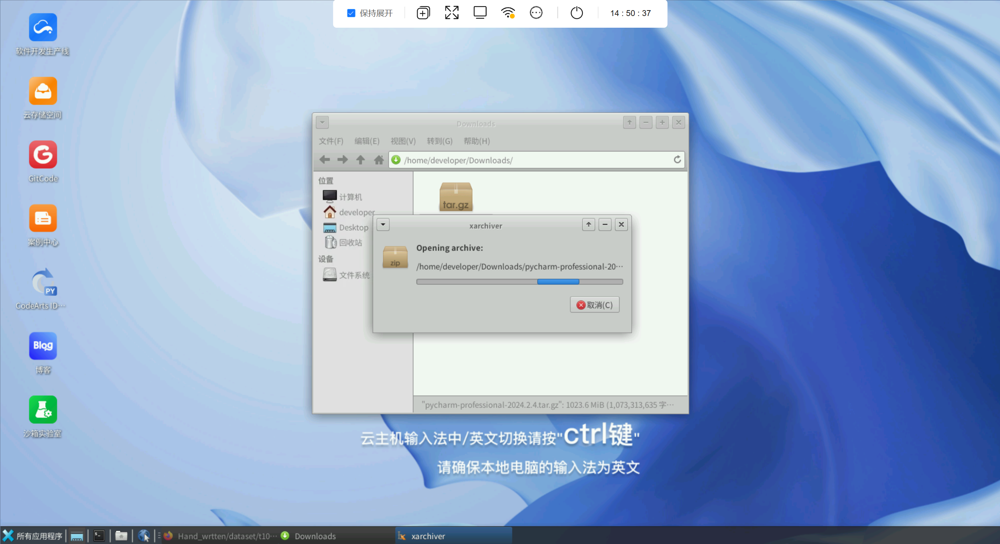 保持展开
14 : 50 : 37
软件开发生产线
云存储空间
GitCode
案例中心
PY
CodeArts ID…
Blog
博客
沙箱实验室
Downloads
文件(F) 编辑(E) 视图(V) 转到(G) 帮助(H)
/home/developer/Downloads/
位置
计算机
developer
Desktop
回收站
设备
文件系统
tar.gz
xarchiver
zip
Opening archive:
/home/developer/Downloads/pycharm-professional-20…
取消(C)
"pycharm-professional-2024.2.4.tar.gz": 1023.6 MiB (1,073,313,635 字…
云主机输入法中/英文切换请按"ctrl键"
请确保本地电脑的输入法为英文
所有应用程序 Hand_wrtten/dataset/t10… Downloads xarchiver